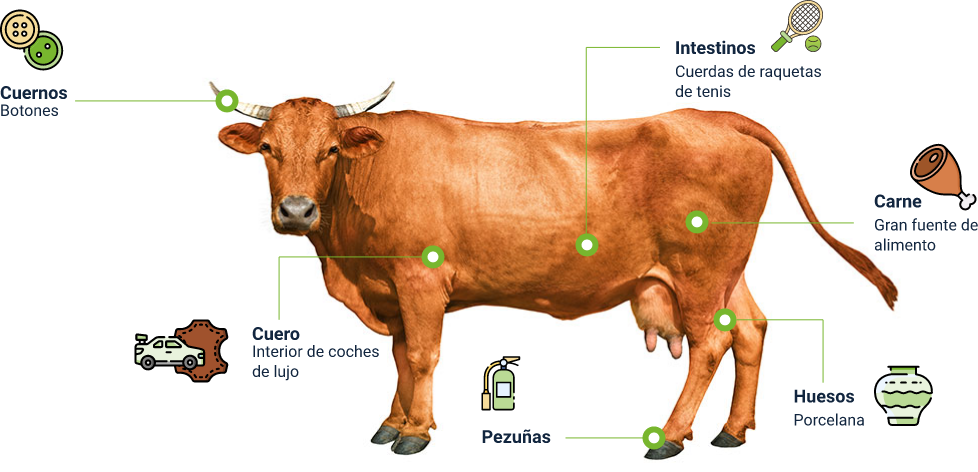 Intestinos
Cuerdas de raquetas
de tenis
Cuernos
Botones
Carne
Gran fuente de
alimento
Cuero
Interior de coches
de lujo
Huesos
Porcelana
Pezuñas